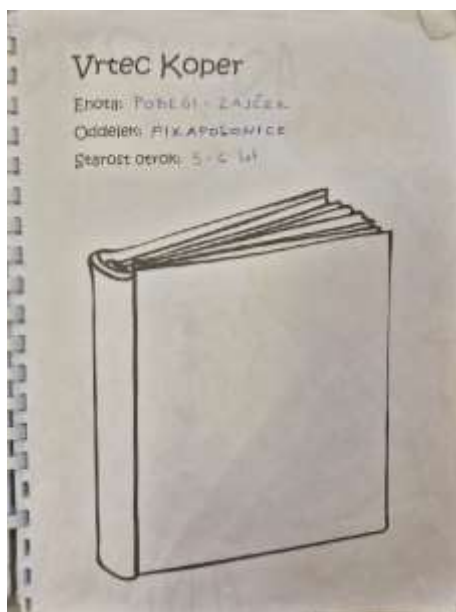 Vrtec Koper
Enota: POBEGI - ZAJČEK
Oddelek: PIKAPOLONICE
Starost otrok: 5 - 6 let